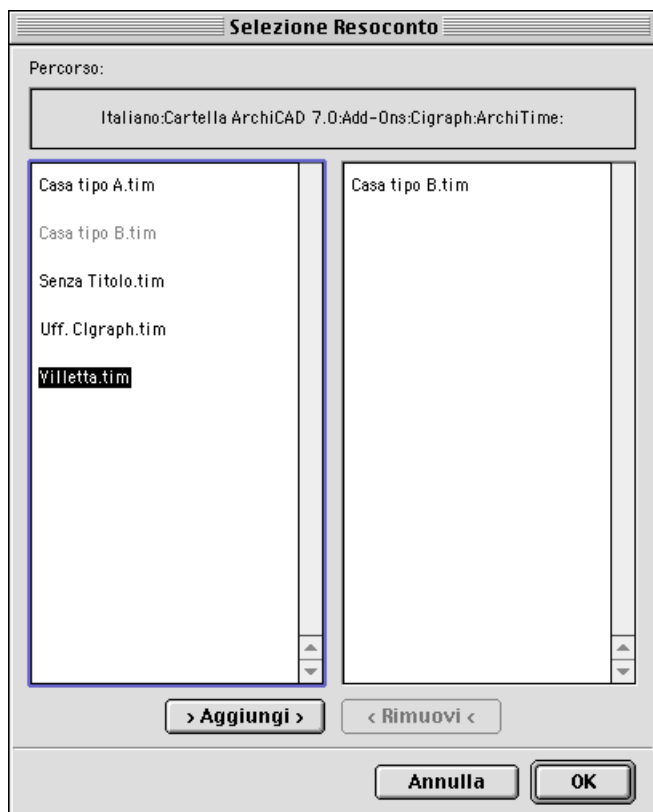 Selezione Resoconto
Percorso:
Italiano:Cartella ArchiCAD 7.0:Add-Ons:Cigraph:ArchiTime:
Casa tipo A.tim
Casa tipo B.tim
Senza Titolo.tim
Uff. CIgraph.tim
Villetta.tim
Casa tipo B.tim
› Aggiungi ›
‹ Rimuovi ‹
Annulla
OK